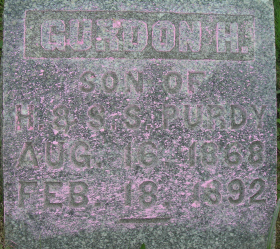 GURDON H.
SON OF
H. & S. S. PURDY
AUG. 16 1868
FEB. 18 1892